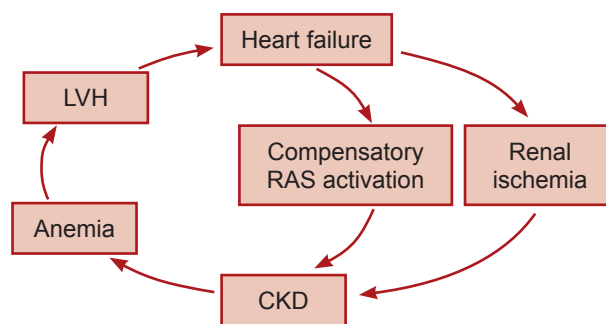 Heart failure
LVH
Compensatory
RAS activation
Renal
ischemia
Anemia
CKD